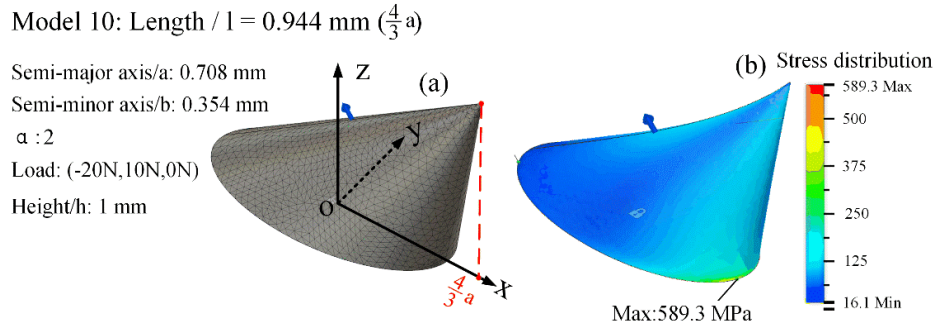 Model 10: Length / l = 0.944 mm (4/3 a)
Semi-major axis/a: 0.708 mm
Semi-minor axis/b: 0.354 mm
α :2
Load: (-20N,10N,0N)
Height/h: 1 mm
(a)
Z
y
O
X
4/3 a
(b)
Stress distribution
589.3 Max
500
375
250
125
16.1 Min
Max:589.3 MPa